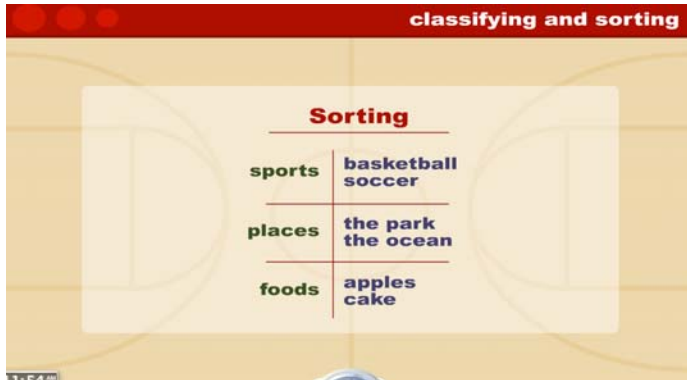 classifying and sorting
Sorting
sports
basketball
soccer
places
the park
the ocean
foods
apples
cake